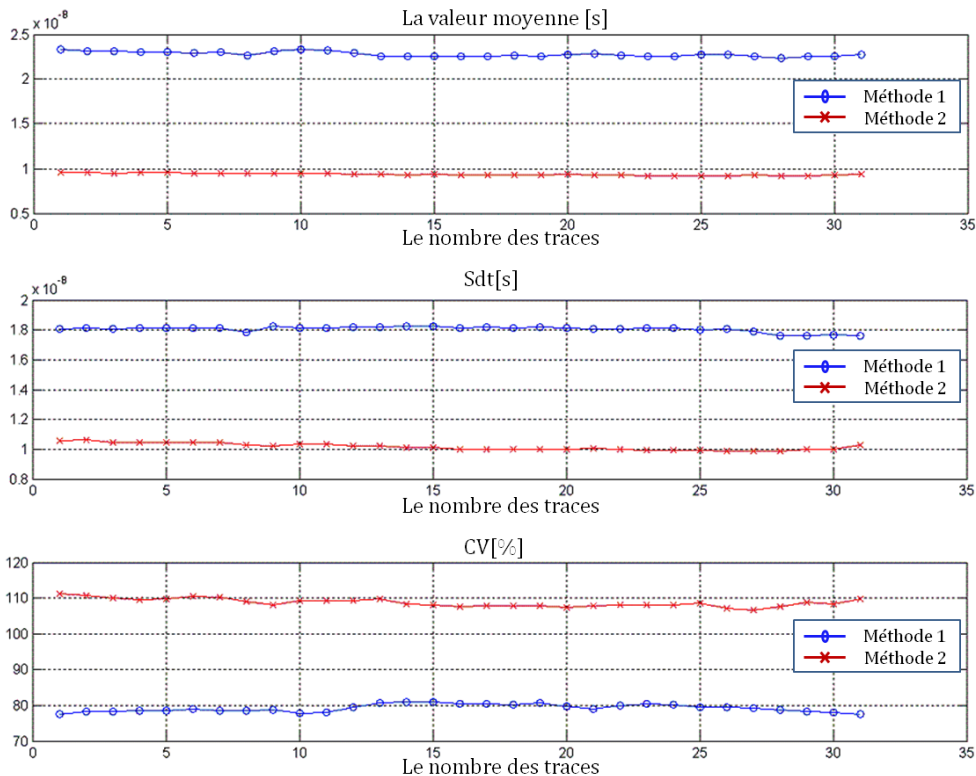 La valeur moyenne [s]
x 10⁻⁸
2.5
2
1.5
1
0.5
0 5 10 15 20 25 30 35
Méthode 1
Méthode 2
Le nombre des traces
Sdt[s]
x 10⁻⁸
2
1.8
1.6
1.4
1.2
1
0.8
0 5 10 15 20 25 30 35
Méthode 1
Méthode 2
Le nombre des traces
CV[%]
120
110
100
90
80
70
0 5 10 15 20 25 30 35
Méthode 1
Méthode 2
Le nombre des traces